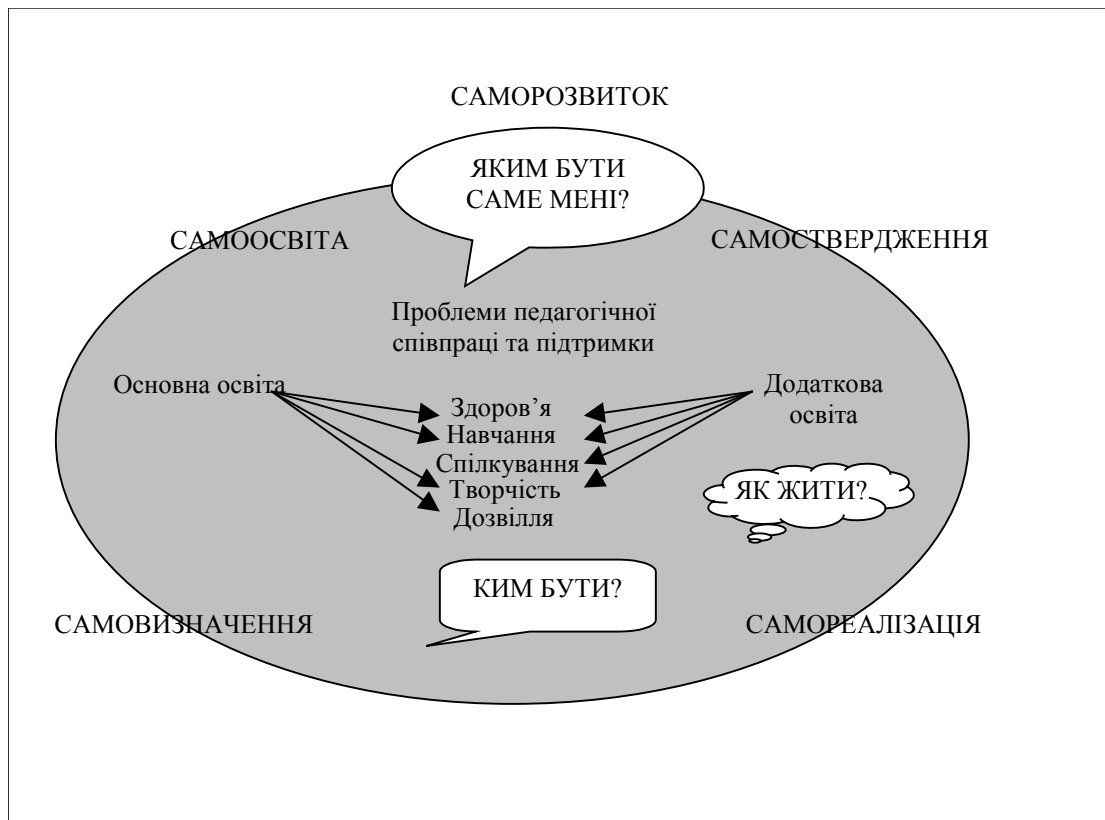 САМОРОЗВИТОК
ЯКИМ БУТИ
САМЕ МЕНІ?
САМООСВІТА
САМОСТВЕРДЖЕННЯ
Проблеми педагогічної
співпраці та підтримки
Основна освіта
Додаткова
освіта
Здоров’я
Навчання
Спілкування
Творчість
Дозвілля
ЯК ЖИТИ?
КИМ БУТИ?
САМОВИЗНАЧЕННЯ
САМОРЕАЛІЗАЦІЯ